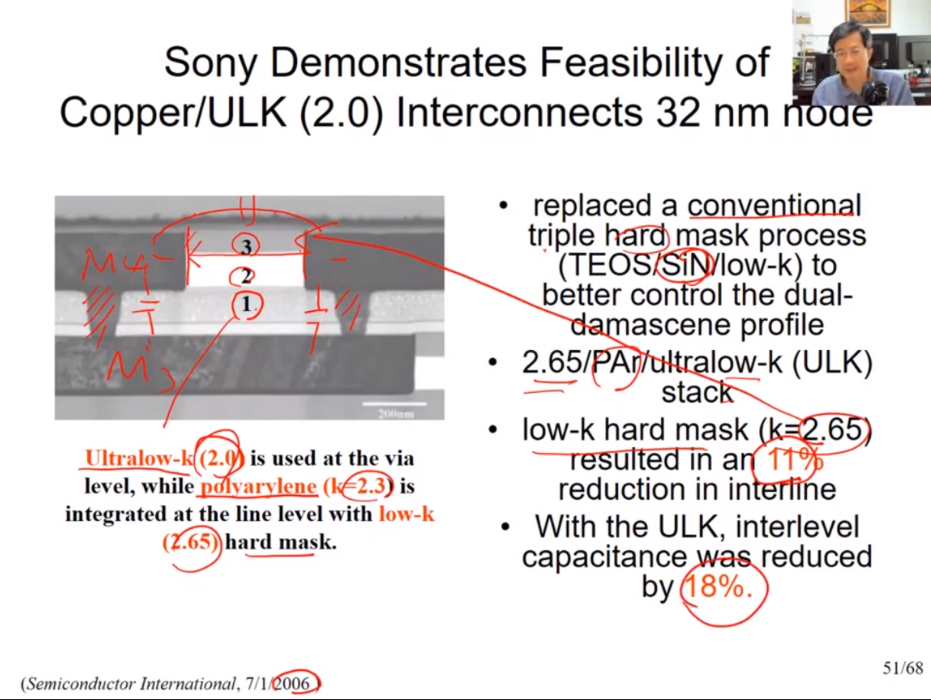 Sony Demonstrates Feasibility of
Copper/ULK (2.0) Interconnects 32 nm node
3
2
1.
M4
M3
200nm
Ultralow-k (2.0) is used at the via
level, while polyarylene (k=2.3) is
integrated at the line level with low-k
(2.65) hard mask.
• replaced a conventional
triple hard mask process
(TEOS/SiN/low-k) to
better control the dual-
damascene profile
• 2.65/PAr/ultralow-k (ULK)
stack
• low-k hard mask (k=2.65)
resulted in an 11%
reduction in interline
• With the ULK, interlevel
capacitance was reduced
by 18%.
(Semiconductor International, 7/1/2006 )
51/68